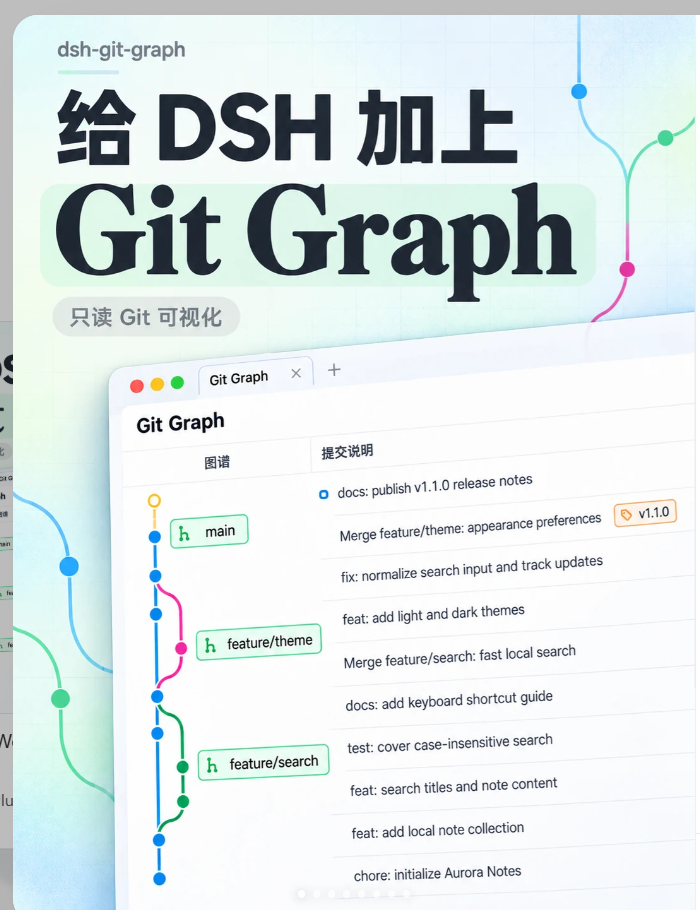 dsh-git-graph
给 DSH 加上
Git Graph
只读 Git 可视化
Git Graph
Git Graph
图谱
提交说明
docs: publish v1.1.0 release notes
main
Merge feature/theme: appearance preferences
v1.1.0
fix: normalize search input and track updates
feat: add light and dark themes
feature/theme
Merge feature/search: fast local search
docs: add keyboard shortcut guide
test: cover case-insensitive search
feature/search
feat: search titles and note content
feat: add local note collection
chore: initialize Aurora Notes